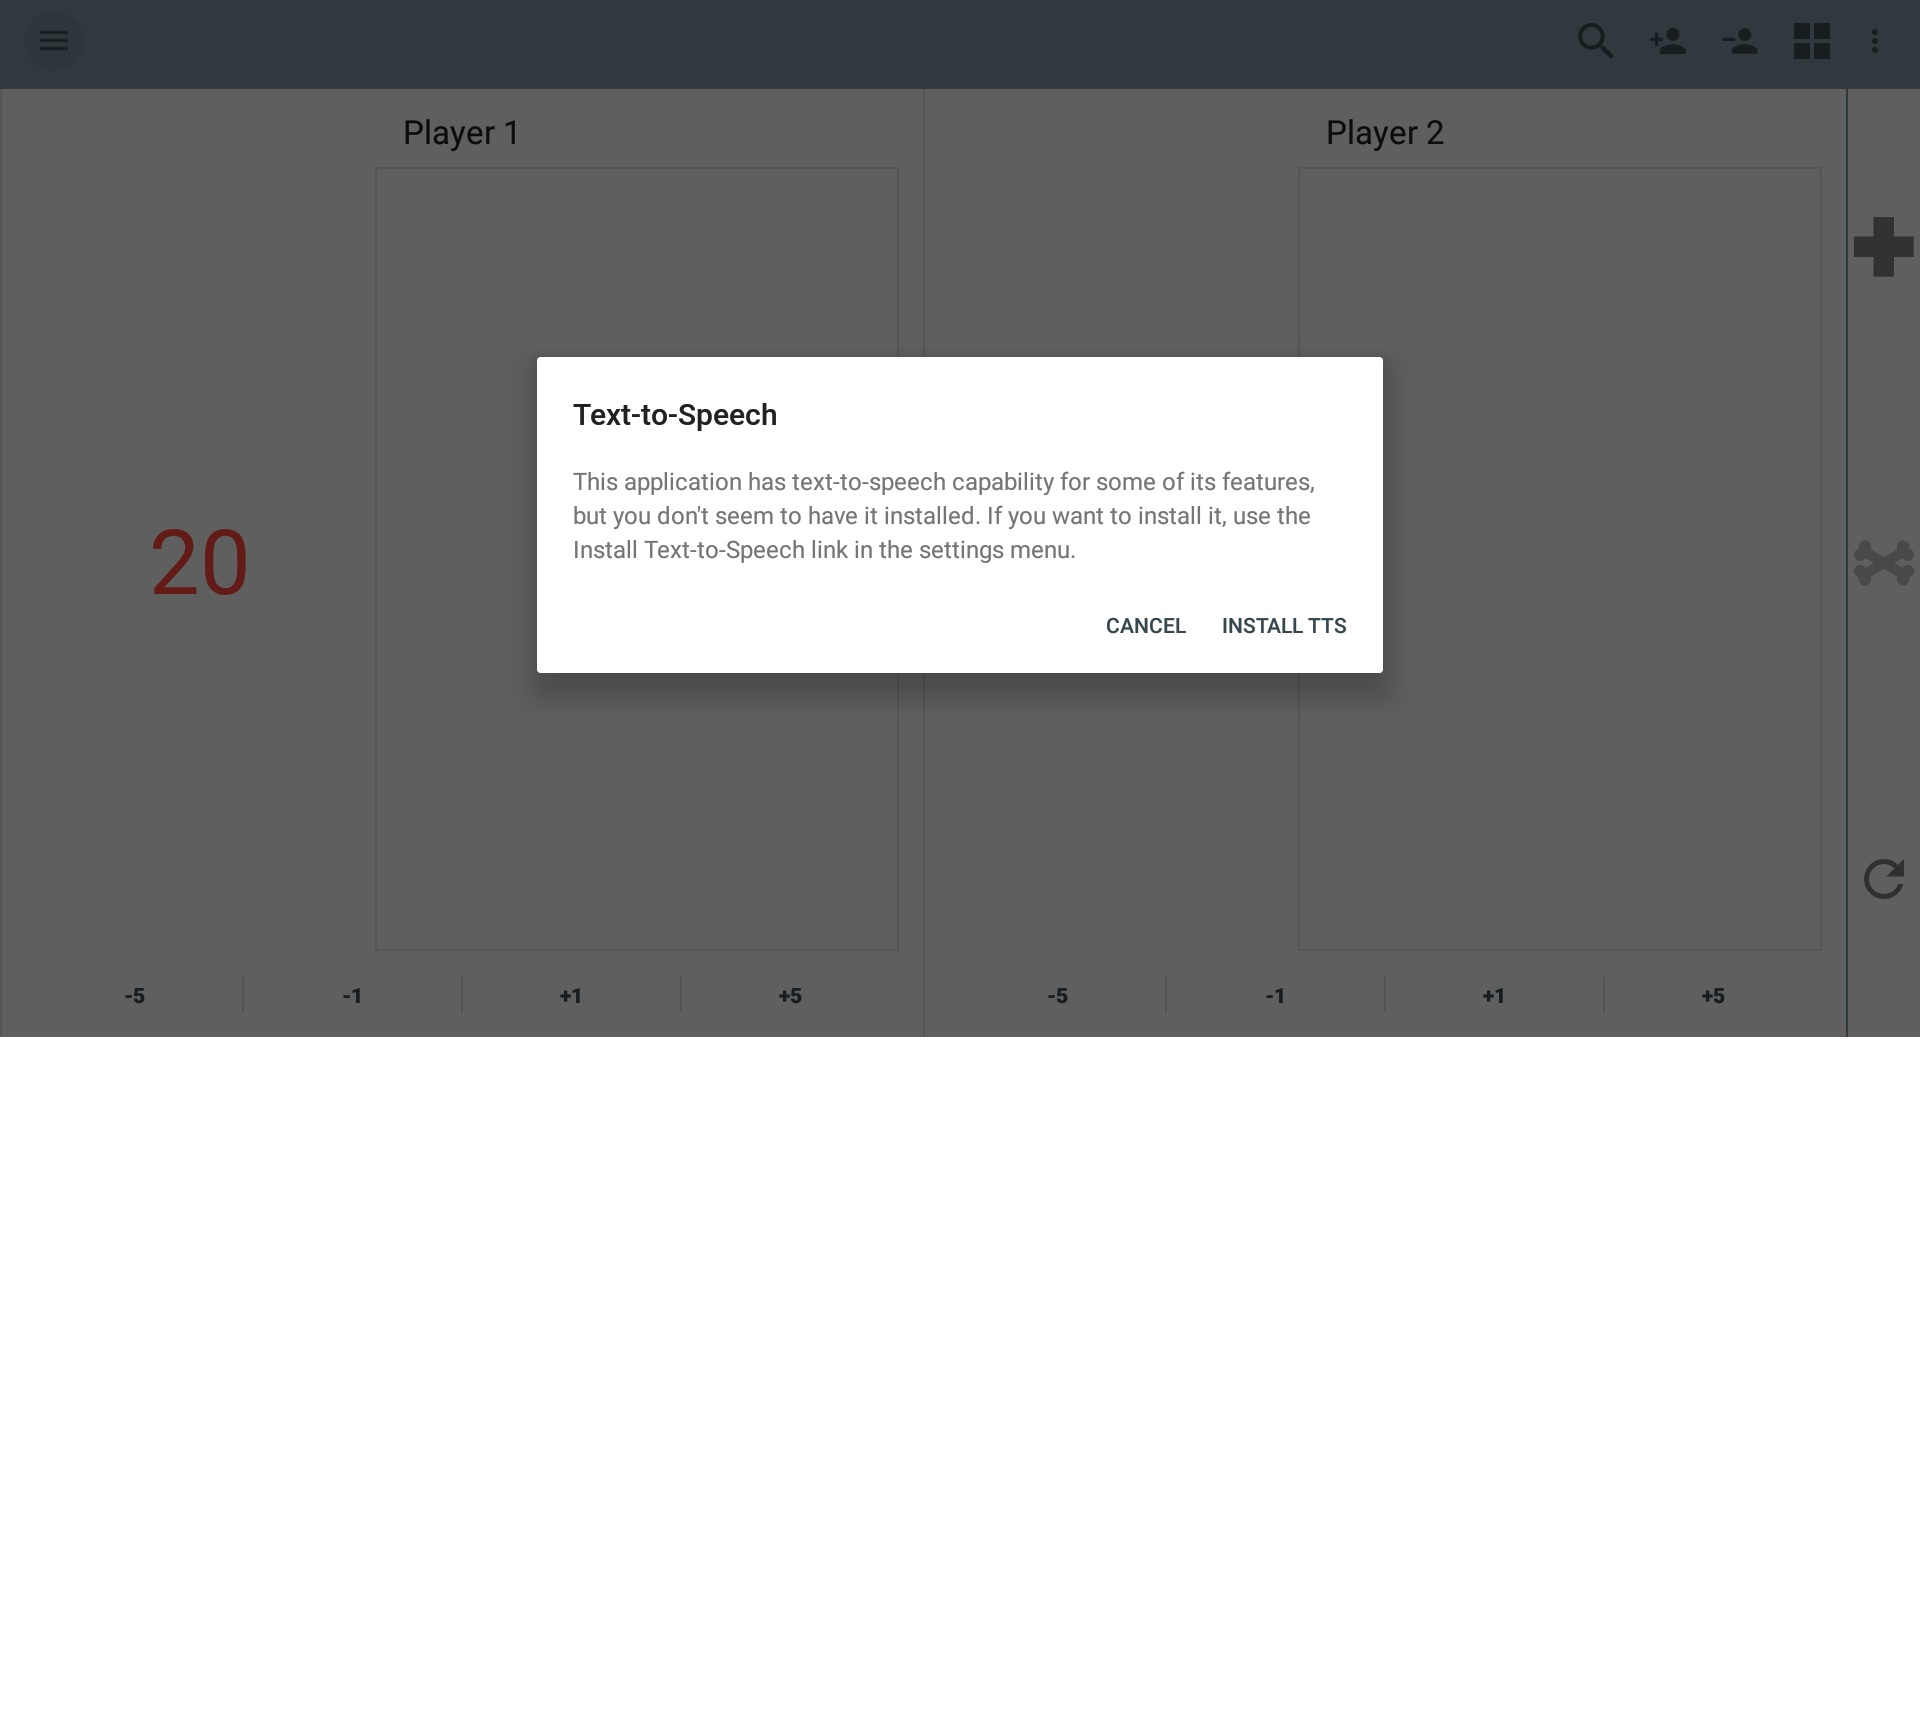 Player 1
Player 2
Text-to-Speech
This application has text-to-speech capability for some of its features,
but you don't seem to have it installed. If you want to install it, use the
Install Text-to-Speech link in the settings menu.
20
CANCEL INSTALL TTS
-5 -1 +1 +5 -5 -1 +1 +5